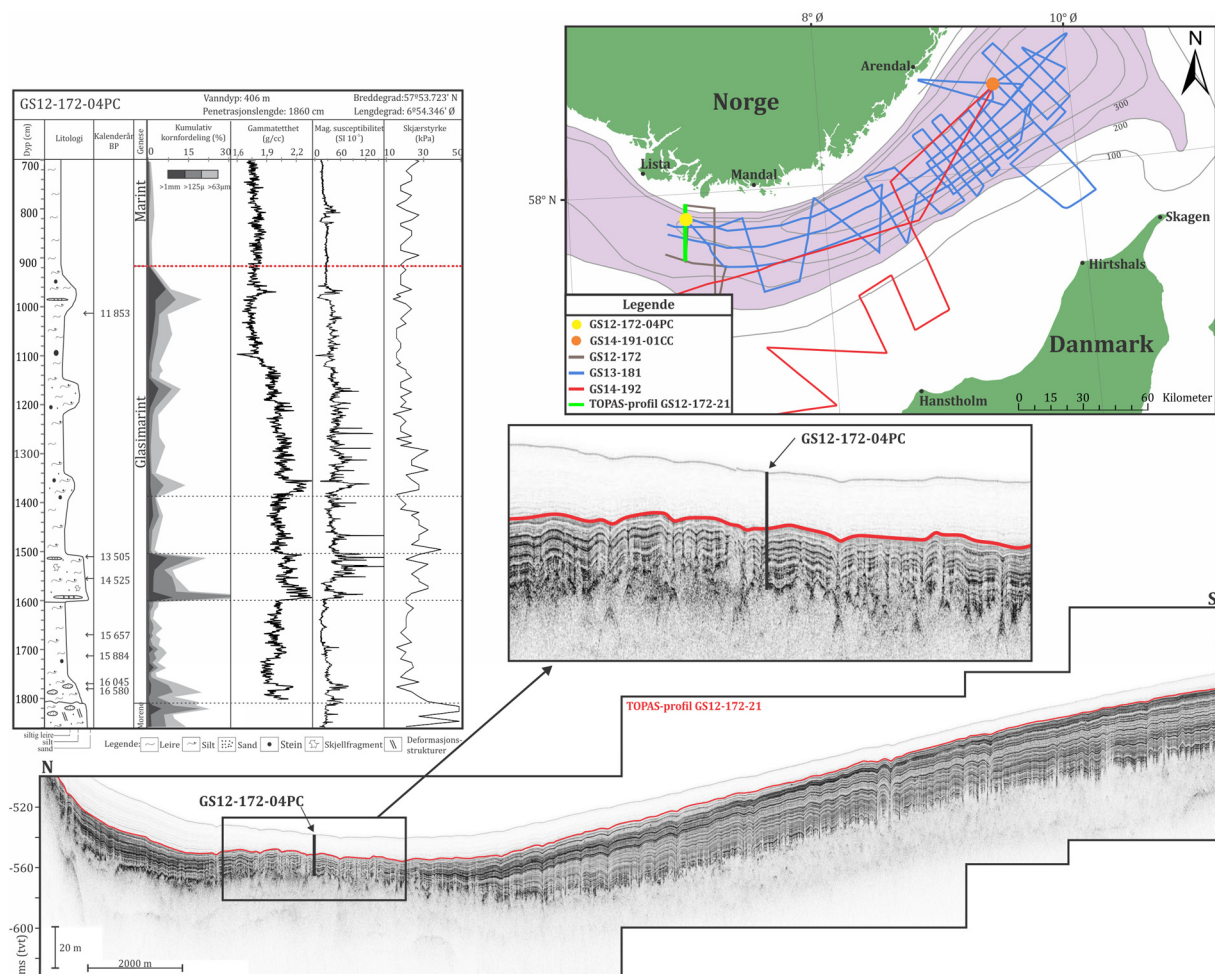 GS12-172-04PC
Vanndyp: 406 m
Breddegrad:57º53.723' N
Penetrasjonslengde: 1860 cm
Lengdegrad: 6º54.346' Ø
Dyp (cm)
Litologi
Kalenderår
BP
Genese
Kumulativ
kornfordeling (%)
0 15 30
Gammatetthet
(g/cc)
1,6 1,9 2,2
Mag. susceptibilitet
0 60 120
Skjærstyrke
(kPa)
10 30 50
>1mm >125µ >63µm
700
800
900
1000
1100
1200
1300
1400
1500
1600
1700
1800
11 853
13 505
14 525
15 657
15 884
16 045
16 580
Marint
Glasimarint
Morene
siltig leire
silt
sand
Legende: Leire Silt Sand Stein Skjellfragment Deformasjons-
strukturer
8° Ø
10° Ø
58° N
N
Norge
Arendal
Lista
Mandal
Skagen
Hirtshals
Hanstholm
Danmark
300
200
100
Legende
GS12-172-04PC
GS14-191-01CC
GS12-172
GS13-181
GS14-192
TOPAS-profil GS12-172-21
0 15 30 60 Kilometer
GS12-172-04PC
TOPAS-profil GS12-172-21
S
N
GS12-172-04PC
-520
-560
-600
ms (tvt)
20 m
2000 m